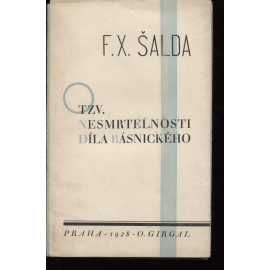 F.X. ŠALDA
O TZV.
NESMRTELNOSTI
DÍLA BÁSNICKÉHO
PRAHA - 1928 - O. GIRGAL